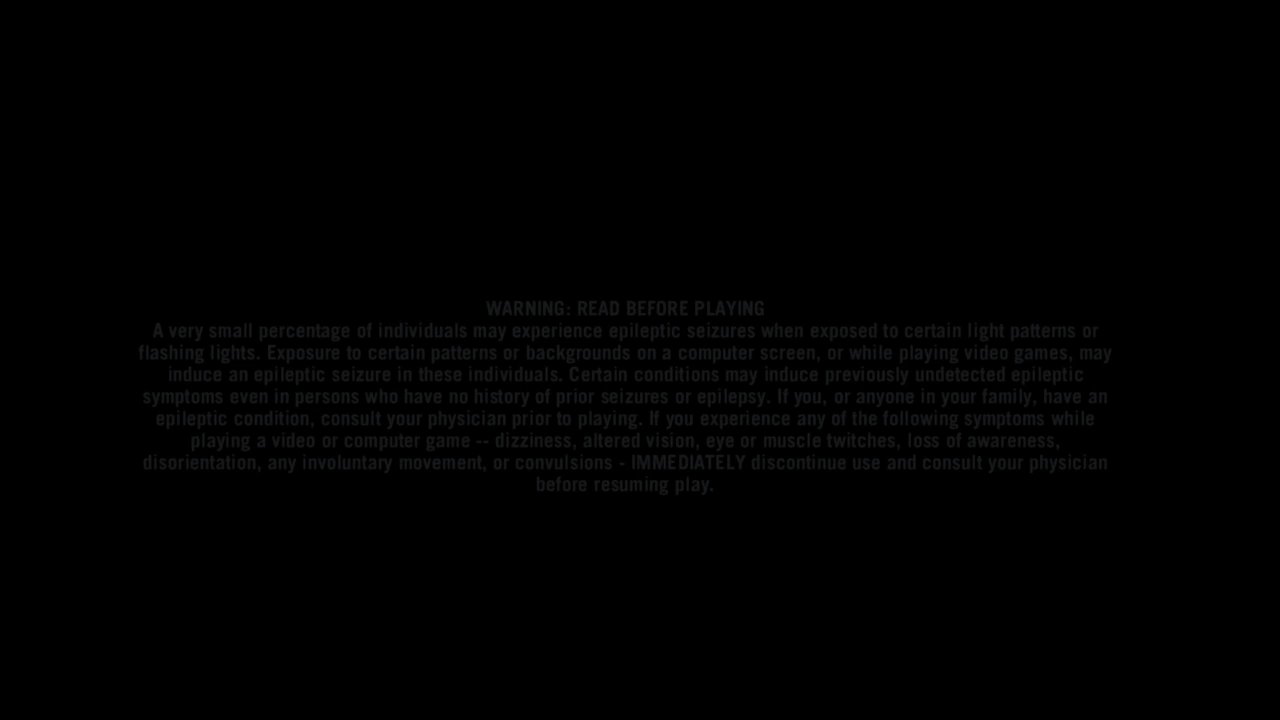 WARNING: READ BEFORE PLAYING
A very small percentage of individuals may experience epileptic seizures when exposed to certain light patterns or
flashing lights. Exposure to certain patterns or backgrounds on a computer screen, or while playing video games, may
induce an epileptic seizure in these individuals. Certain conditions may induce previously undetected epileptic
symptoms even in persons who have no history of prior seizures or epilepsy. If you, or anyone in your family, have an
epileptic condition, consult your physician prior to playing. If you experience any of the following symptoms while
playing a video or computer game -- dizziness, altered vision, eye or muscle twitches, loss of awareness,
disorientation, any involuntary movement, or convulsions - IMMEDIATELY discontinue use and consult your physician
before resuming play.